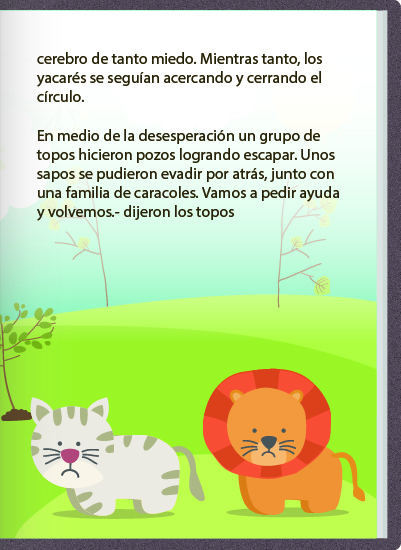 cerebro de tanto miedo. Mientras tanto, los
yacarés se seguían acercando y cerrando el
círculo.
En medio de la desesperación un grupo de
topos hicieron pozos logrando escapar. Unos
sapos se pudieron evadir por atrás, junto con
una familia de caracoles. Vamos a pedir ayuda
y volvemos.- dijeron los topos